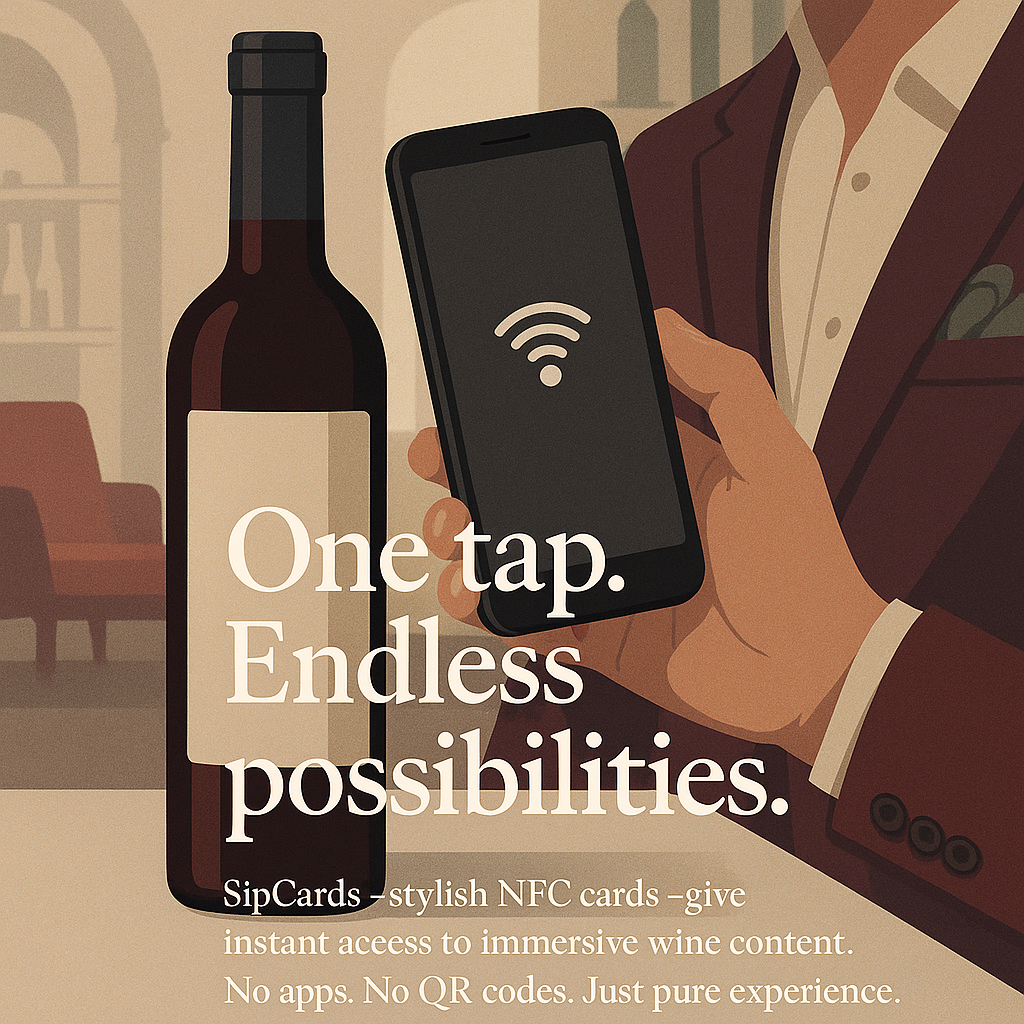 One tap.
Endless
possibilities.
SipCards –stylish NFC cards –give
instant aceess to immersive wine content.
No apps. No QR codes. Just pure experience.